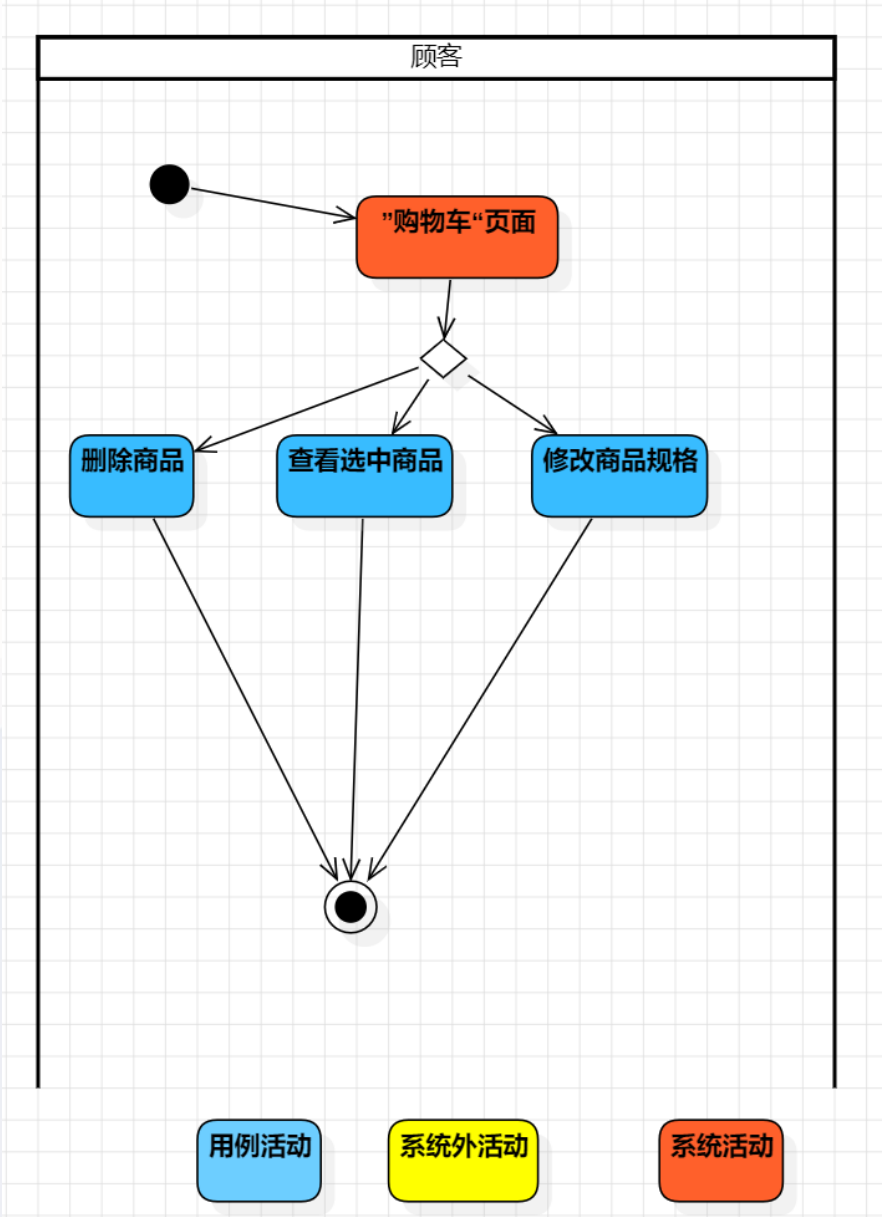 顾客
”购物车“页面
删除商品
查看选中商品
修改商品规格
用例活动
系统外活动
系统活动